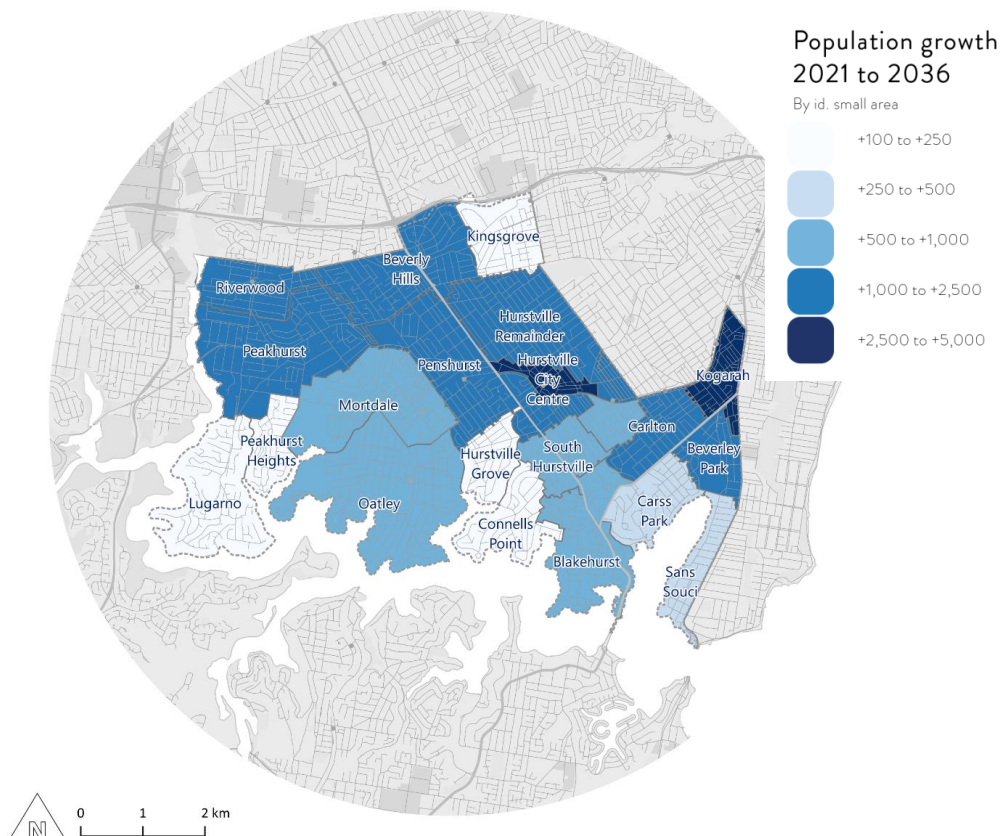 Population growth
2021 to 2036
By id. small area
+100 to +250
+250 to +500
+500 to +1,000
+1,000 to +2,500
+2,500 to +5,000
Kingsgrove
Beverly
Hills
Riverwood
Hurstville
Remainder
Peakhurst
Penshurst
Hurstville
City
Centre
Kogarah
Mortdale
Carlton
Peakhurst
Heights
Hurstville
Grove
South
Hurstville
Beverley
Park
Lugarno
Oatley
Connells
Point
Carss
Park
Blakehurst
Sans
Souci
N
0 1 2 km